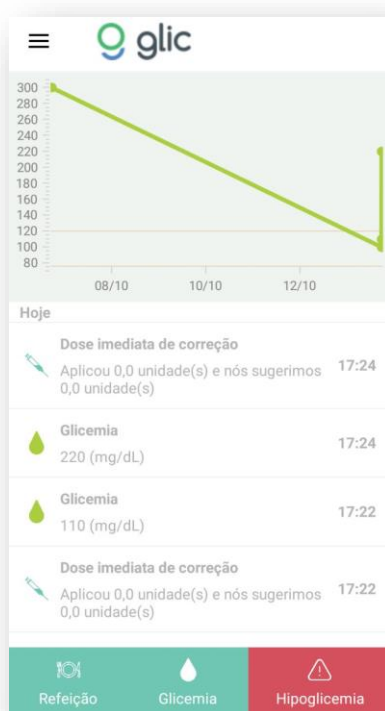 glic
300
280
260
240
220
200
180
160
140
120
100
80
08/10 10/10 12/10
Hoje
Dose imediata de correção
Aplicou 0,0 unidade(s) e nós sugerimos
0,0 unidade(s)
17:24
Glicemia
220 (mg/dL)
17:24
Glicemia
110 (mg/dL)
17:22
Dose imediata de correção
Aplicou 0,0 unidade(s) e nós sugerimos
0,0 unidade(s)
17:22
Refeição Glicemia Hipoglicemia